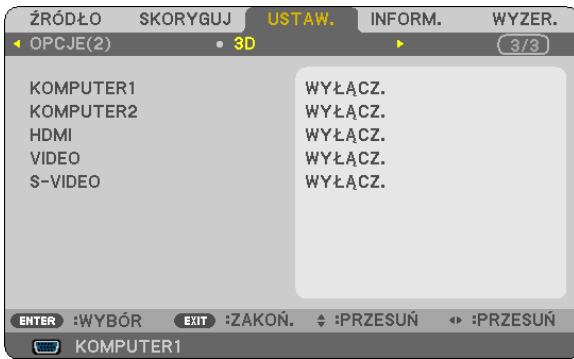 ŹRÓDŁO SKORYGUJ USTAW. INFORM. WYZER.
OPCJE(2) 3D 3/3
KOMPUTER1 WYŁĄCZ.
KOMPUTER2 WYŁĄCZ.
HDMI WYŁĄCZ.
VIDEO WYŁĄCZ.
S-VIDEO WYŁĄCZ.
ENTER :WYBÓR EXIT :ZAKOŃ. :PRZESUŃ :PRZESUŃ
KOMPUTER1